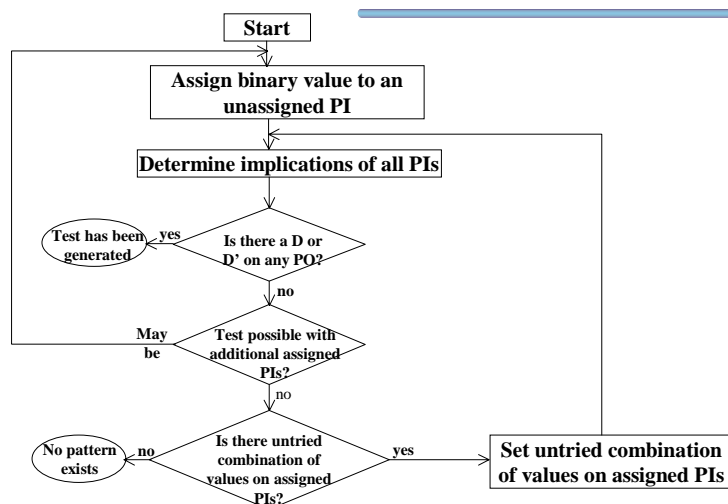 Start
Assign binary value to an
unassigned PI
Determine implications of all PIs
Test has been
generated
yes
Is there a D or
D’ on any PO?
no
May
be
Test possible with
additional assigned
PIs?
no
No pattern
exists
no
Is there untried
combination of
values on assigned
PIs?
yes
Set untried combination
of values on assigned PIs